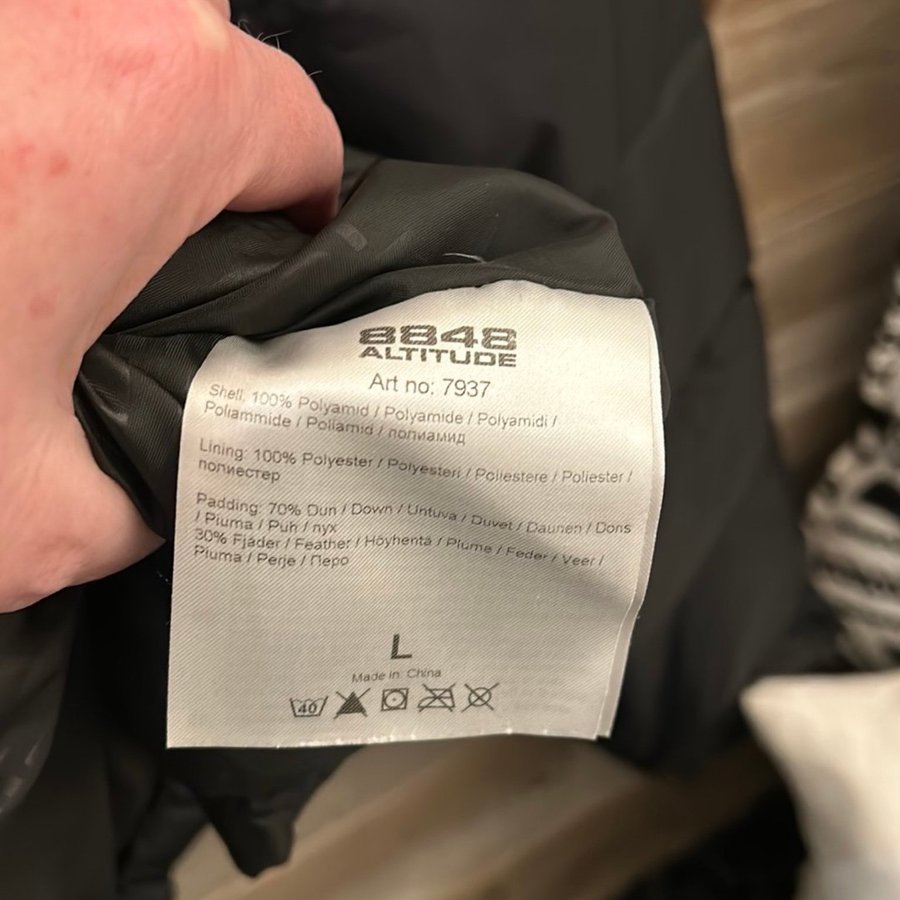 8848
ALTITUDE
Art no: 7937
Shell: 100% Polyamid / Polyamide / Polyamidi /
Poliammide / Poliamid / полиамид
Lining: 100% Polyester / Polyesteri / Poliestere / Poliester /
полиестер
Padding: 70% Dun / Down / Untuva / Duvet / Daunen / Dons
/ Piuma / Puh / пух
30% Fjäder / Feather / Höyhentä / Plume / Feder / Veer /
Piuma / Perje / Перо
L
Made in: China
40